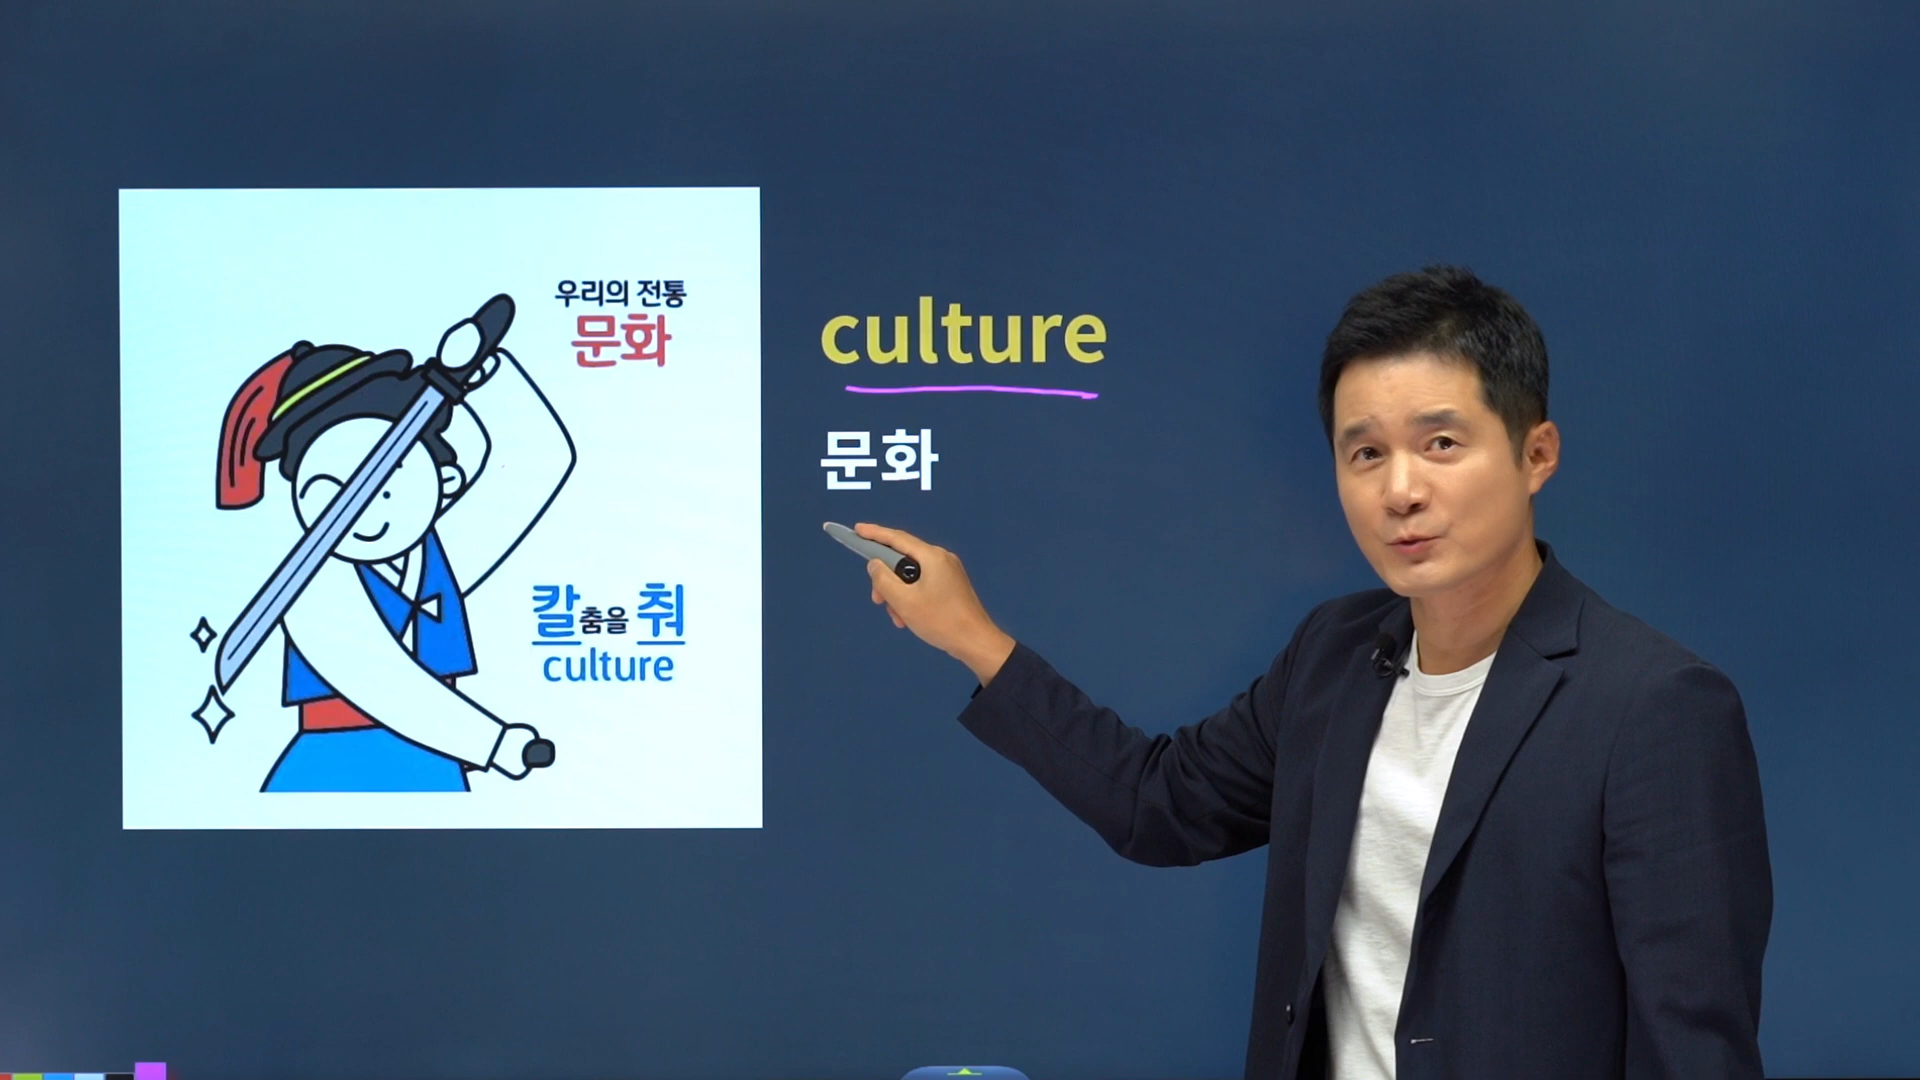 우리의 전통
문화
칼춤을 춰
culture
culture
문화